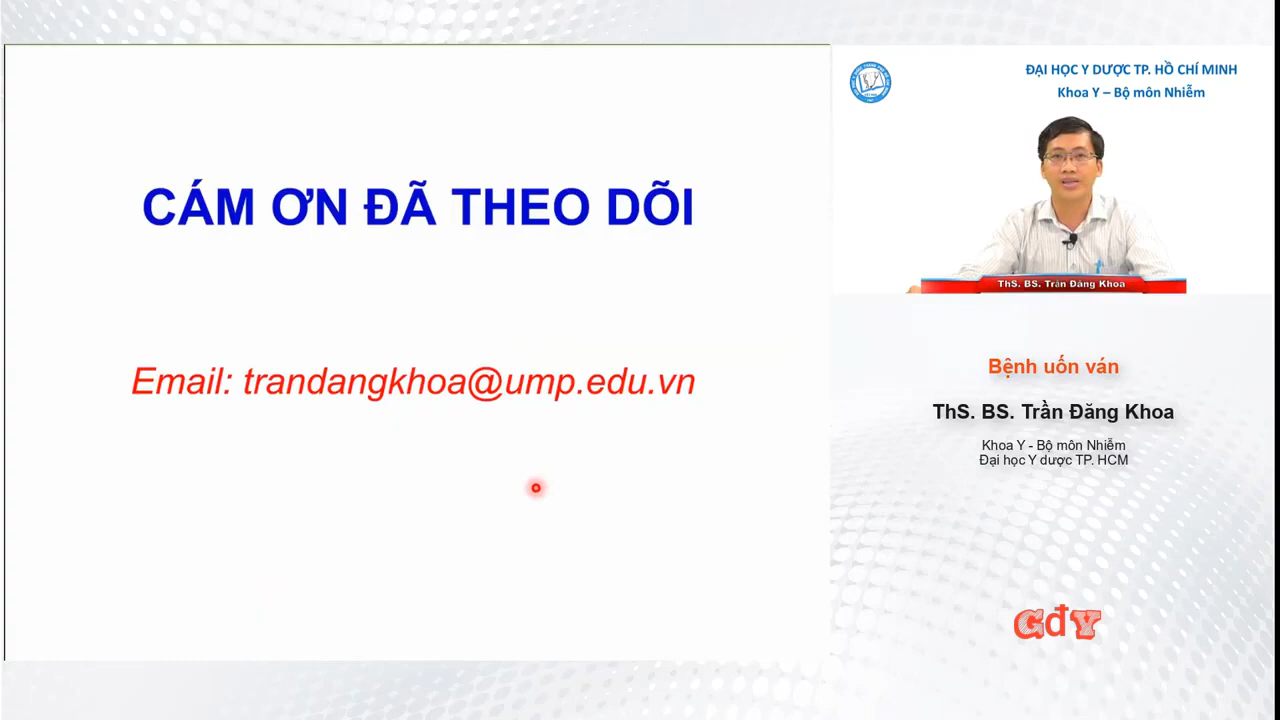 CÁM ƠN ĐÃ THEO DÕI
Email: trandangkhoa@ump.edu.vn
ĐẠI HỌC Y DƯỢC TP. HỒ CHÍ MINH
Khoa Y – Bộ môn Nhiễm
ThS. BS. Trần Đăng Khoa
Bệnh uốn ván
ThS. BS. Trần Đăng Khoa
Khoa Y - Bộ môn Nhiễm
Đại học Y dược TP. HCM
GđY